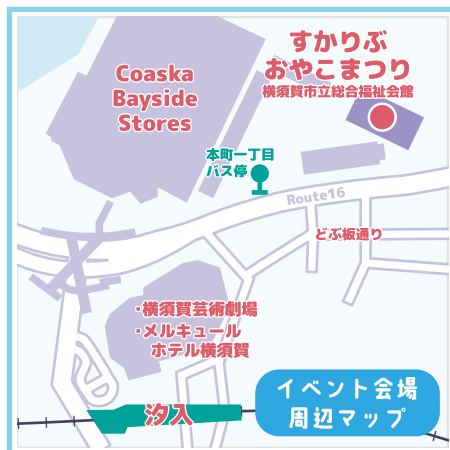 すかりぶ
おやこまつり
横須賀市立総合福祉会館
Coaska
Bayside
Stores
本町一丁目
バス停
Route16
どぶ板通り
・横須賀芸術劇場
・メルキュール
ホテル横須賀
汐入
イベント会場
周辺マップ